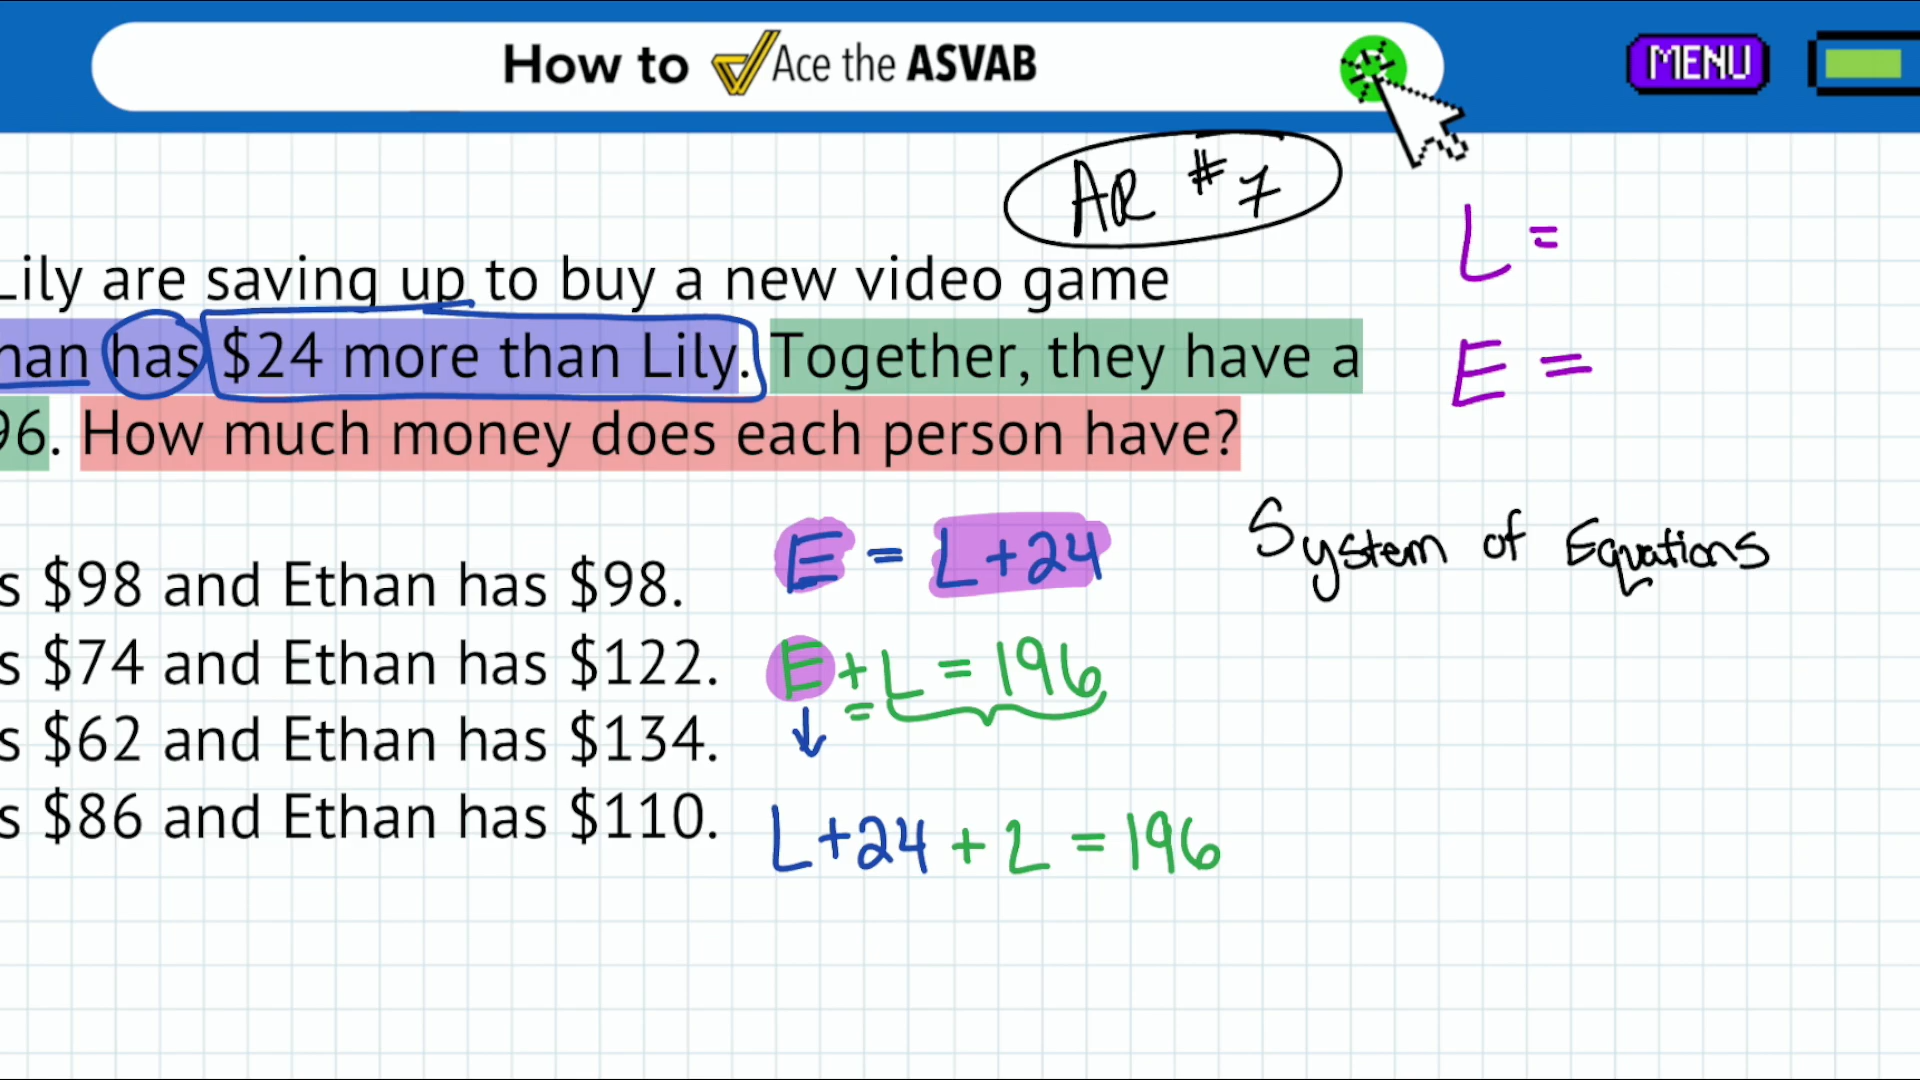 How to Ace the ASVAB
MENU
AR #7
Lily are saving up to buy a new video game
has $24 more than Lily. Together, they have a
96. How much money does each person have?
L =
E =
System of Equations
s $98 and Ethan has $98.
s $74 and Ethan has $122.
s $62 and Ethan has $134.
s $86 and Ethan has $110.
E = L + 24
E + L = 196
L + 24 + L = 196